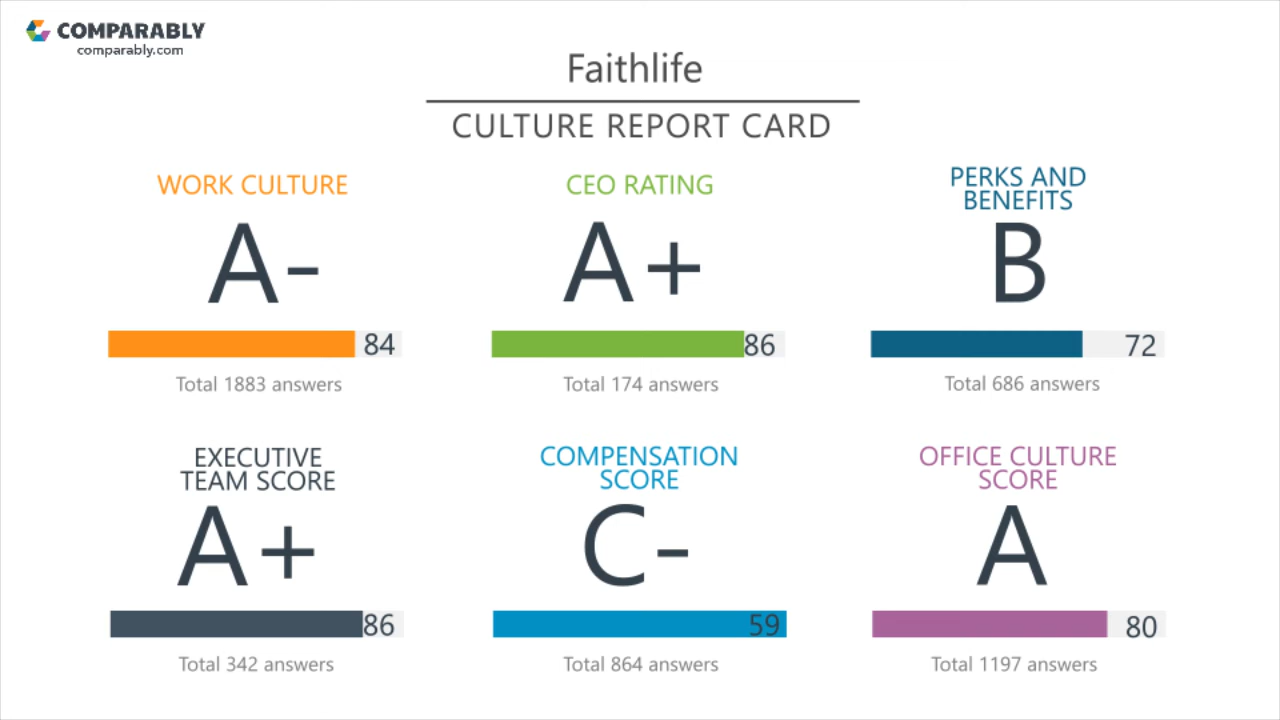 COMPARABLY
comparably.com
Faithlife
CULTURE REPORT CARD
WORK CULTURE
A-
84
Total 1883 answers
CEO RATING
A+
86
Total 174 answers
PERKS AND
BENEFITS
B
72
Total 686 answers
EXECUTIVE
TEAM SCORE
A+
86
Total 342 answers
COMPENSATION
SCORE
C-
59
Total 864 answers
OFFICE CULTURE
SCORE
A
80
Total 1197 answers